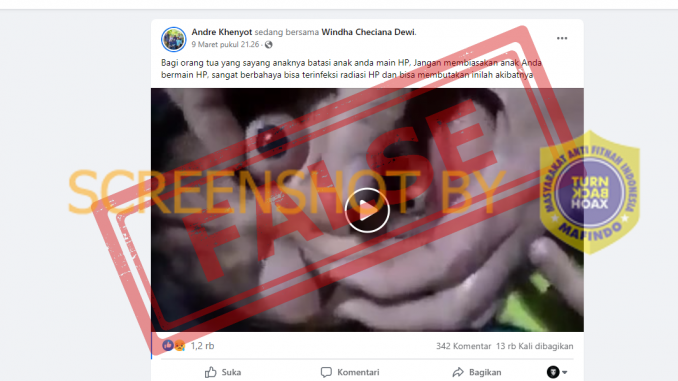 Andre Khenyot sedang bersama Windha Checiana Dewi.
9 Maret pukul 21.26
Bagi orang tua yang sayang anaknya batasi anak anda main HP, Jangan membiasakan anak Anda
bermain HP, sangat berbahaya bisa terinfeksi radiasi HP dan bisa membutakan inilah akibatnya
FALSE
SCREENSHOT BY
MASYARAKAT ANTI FITNAH INDONESIA
TURN
BACK
HOAX
MAFINDO
1,2 rb
342 Komentar 13 rb Kali dibagikan
Suka
Komentari
Bagikan